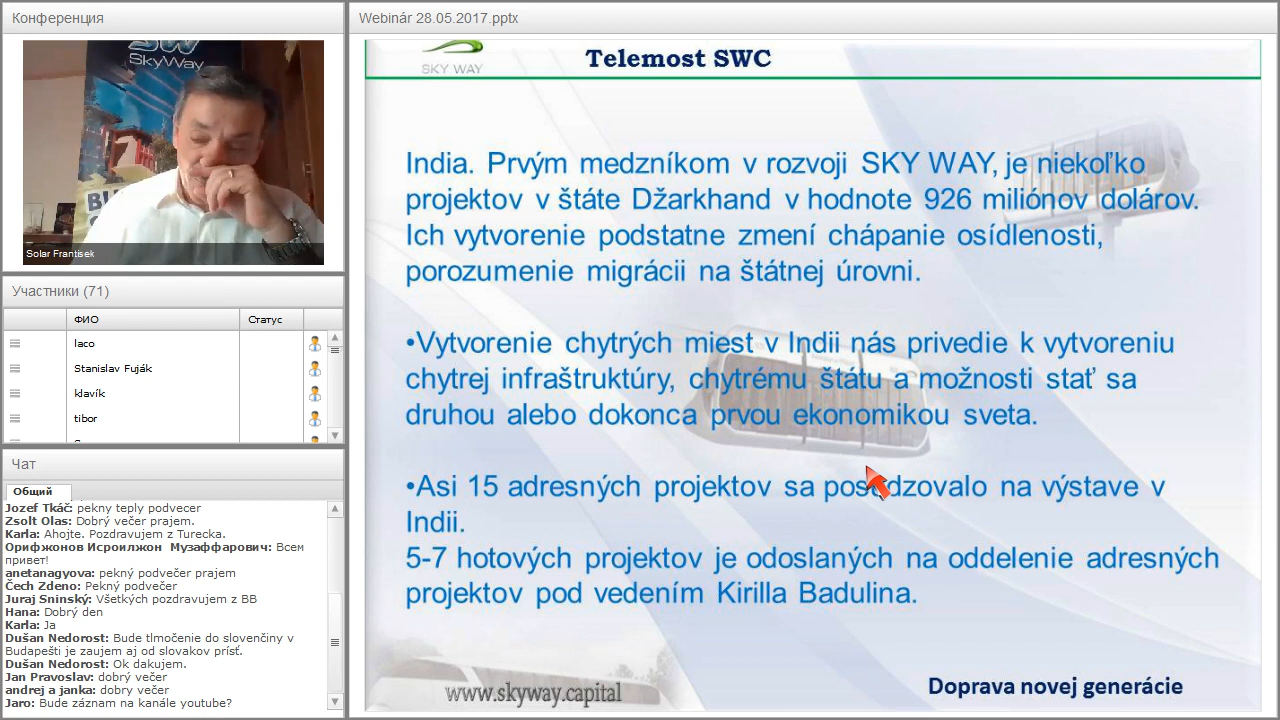 Конференция
SW
SkyWay
BU
Solar František
Участники (71)
ФИО Статус
laco
Stanislav Fuják
klavík
tibor
Чат
Общий
Jozef Tkáč: pekny teply podvecer
Zsolt Olas: Dobrý večer prajem.
Karla: Ahojte. Pozdravujem z Turecka.
Орифжонов Исроилжон Музаффарович: Всем
привет!
anetanagyova: pekný podvečer prajem
Čech Zdeno: Pekný podvečer
Juraj Sninský: Všetkých pozdravujem z BB
Hana: Dobrý den
Karla: Ja
Dušan Nedorost: Bude tlmočenie do slovenčiny v
Budapešti je zaujem aj od slovakov prísť.
Dušan Nedorost: Ok dakujem.
Jan Pravoslav: dobrý večer
andrej a janka: dobry večer
Jaro: Bude záznam na kanále youtube?
Webinár 28.05.2017.pptx
SKY WAY
Telemost SWC
India. Prvým medzníkom v rozvoji SKY WAY, je niekoľko
projektov v štáte Džarkhand v hodnote 926 miliónov dolárov.
Ich vytvorenie podstatne zmení chápanie osídlenosti,
porozumenie migrácii na štátnej úrovni.
•Vytvorenie chytrých miest v Indii nás privedie k vytvoreniu
chytrej infraštruktúry, chytrému štátu a možnosti stať sa
druhou alebo dokonca prvou ekonomikou sveta.
•Asi 15 adresných projektov sa posudzovalo na výstave v
Indii.
5-7 hotových projektov je odoslaných na oddelenie adresných
projektov pod vedením Kirilla Badulina.
www.skyway.capital
Doprava novej generácie